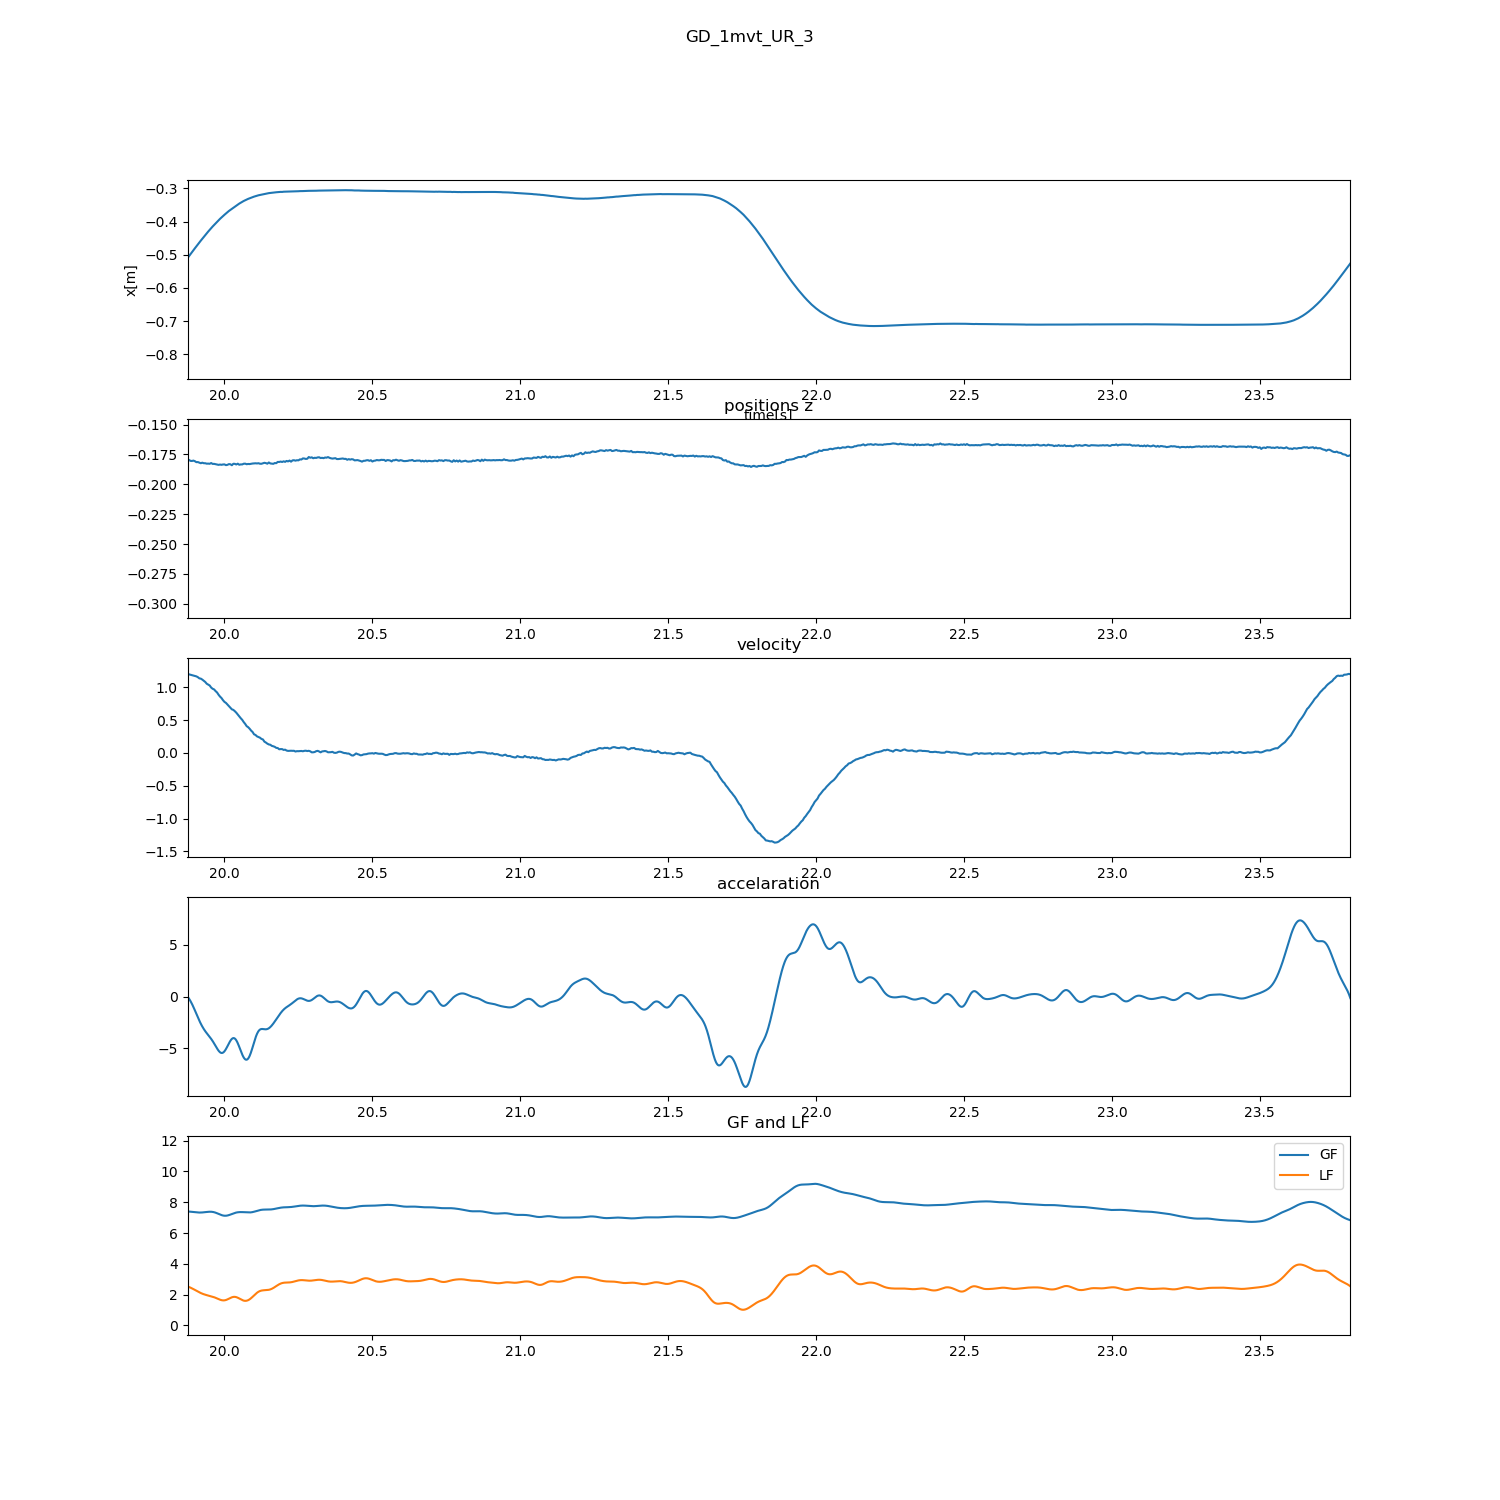 GD_1mvt_UR_3
−0.3
−0.4
−0.5
−0.6
−0.7
−0.8
x[m]
20.0 20.5 21.0 21.5 22.0 22.5 23.0 23.5
time[s]
positions z
−0.150
−0.175
−0.200
−0.225
−0.250
−0.275
−0.300
20.0 20.5 21.0 21.5 22.0 22.5 23.0 23.5
velocity
1.0
0.5
0.0
−0.5
−1.0
−1.5
20.0 20.5 21.0 21.5 22.0 22.5 23.0 23.5
accelaration
5
0
−5
20.0 20.5 21.0 21.5 22.0 22.5 23.0 23.5
GF and LF
12
10
8
6
4
2
0
GF
LF
20.0 20.5 21.0 21.5 22.0 22.5 23.0 23.5